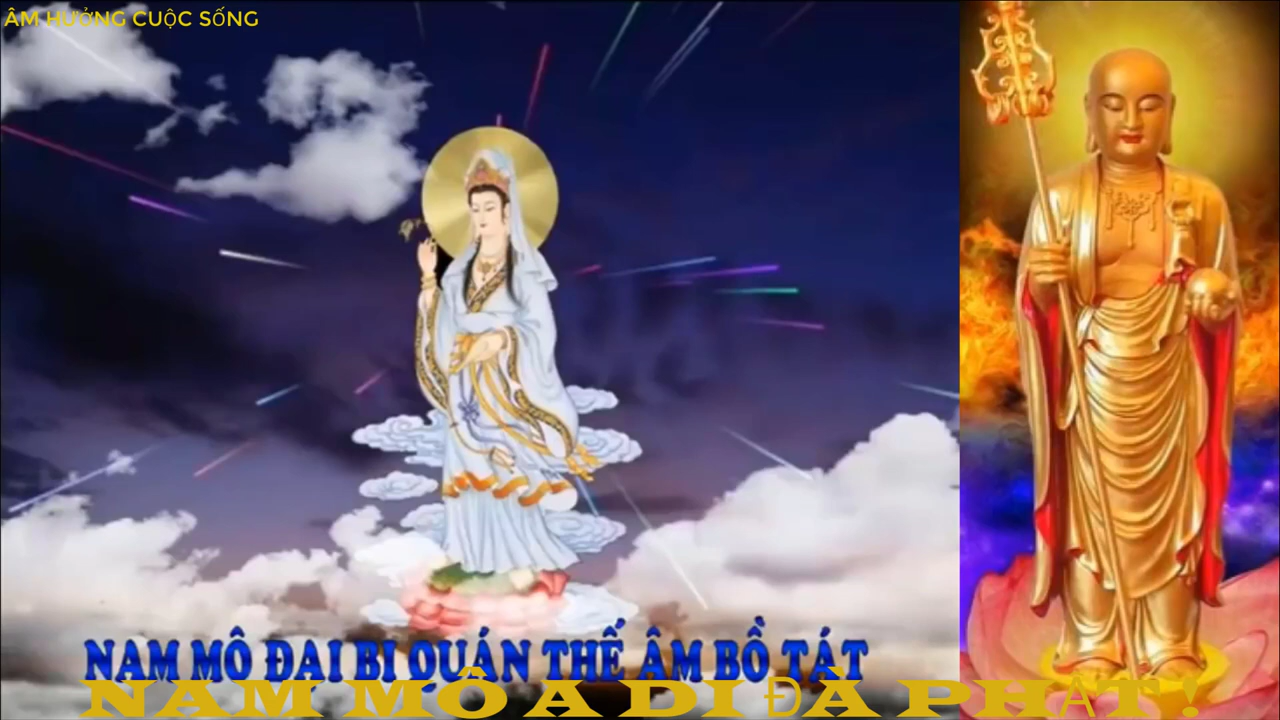 ÂM HƯỞNG CUỘC SỐNG
NAM MÔ ĐẠI BI QUÁN THẾ ÂM BỒ TÁT
NAM MÔ A DI ĐÀ PHẬT !